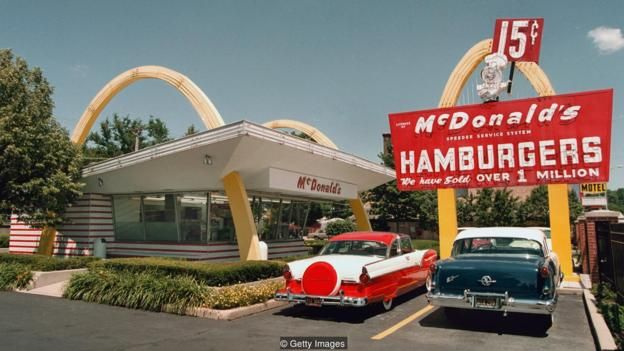 15¢
McDonald's
SPEEDEE SERVICE SYSTEM
HAMBURGERS
We have Sold OVER 1 MILLION
McDonald's
MOTEL
© Getty Images